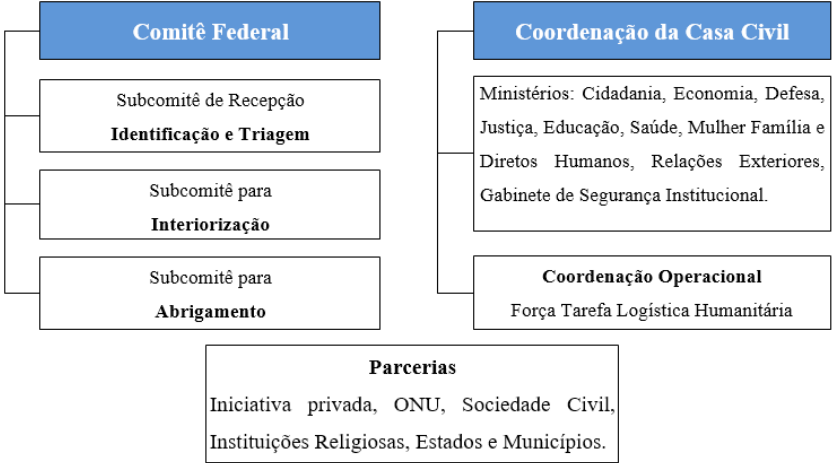 Comitê Federal
Subcomitê de Recepção
Identificação e Triagem
Subcomitê para
Interiorização
Subcomitê para
Abrigamento
Coordenação da Casa Civil
Ministérios: Cidadania, Economia, Defesa,
Justiça, Educação, Saúde, Mulher Família e
Diretos Humanos, Relações Exteriores,
Gabinete de Segurança Institucional.
Coordenação Operacional
Força Tarefa Logística Humanitária
Parcerias
Iniciativa privada, ONU, Sociedade Civil,
Instituições Religiosas, Estados e Municípios.